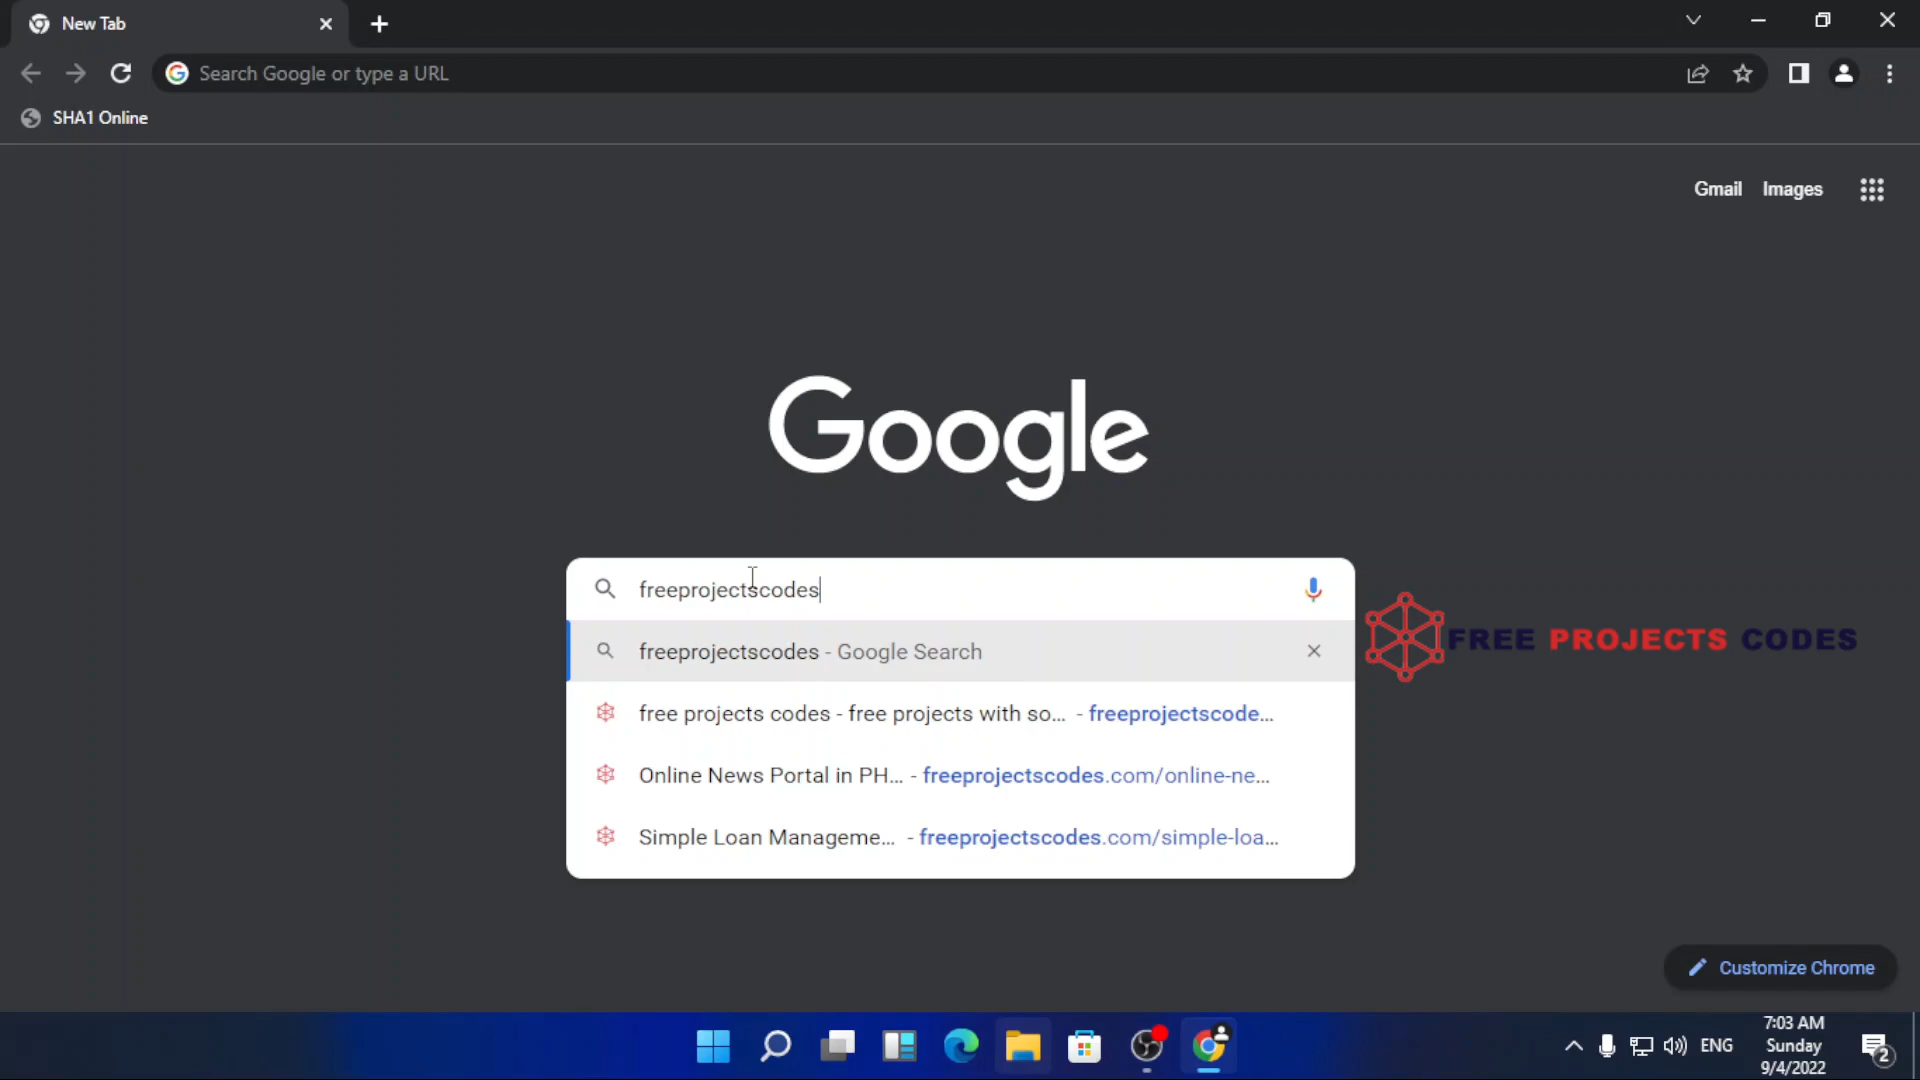 New Tab
Search Google or type a URL
SHA1 Online
Gmail Images
Google
freeprojectscodes
freeprojectscodes - Google Search
free projects codes - free projects with so... - freeprojectscode...
Online News Portal in PH... - freeprojectscodes.com/online-ne...
Simple Loan Manageme... - freeprojectscodes.com/simple-loa...
FREE PROJECTS CODES
Customize Chrome
ENG
7:03 AM
Sunday
9/4/2022
2